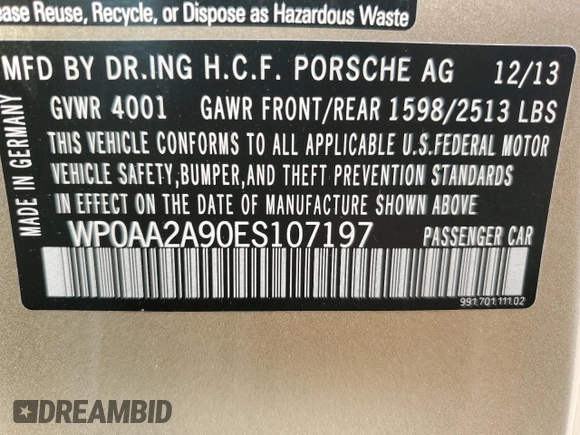 ease Reuse, Recycle, or Dispose as Hazardous Waste
MFD BY DR.ING H.C.F. PORSCHE AG 12/13
GVWR 4001 GAWR FRONT/REAR 1598/2513 LBS
THIS VEHICLE CONFORMS TO ALL APPLICABLE U.S.FEDERAL MOTOR
VEHICLE SAFETY,BUMPER,AND THEFT PREVENTION STANDARDS
IN EFFECT ON THE DATE OF MANUFACTURE SHOWN ABOVE.
WP0AA2A90ES107197 PASSENGER CAR
MADE IN GERMANY
991.701.111.02
DREAMBID